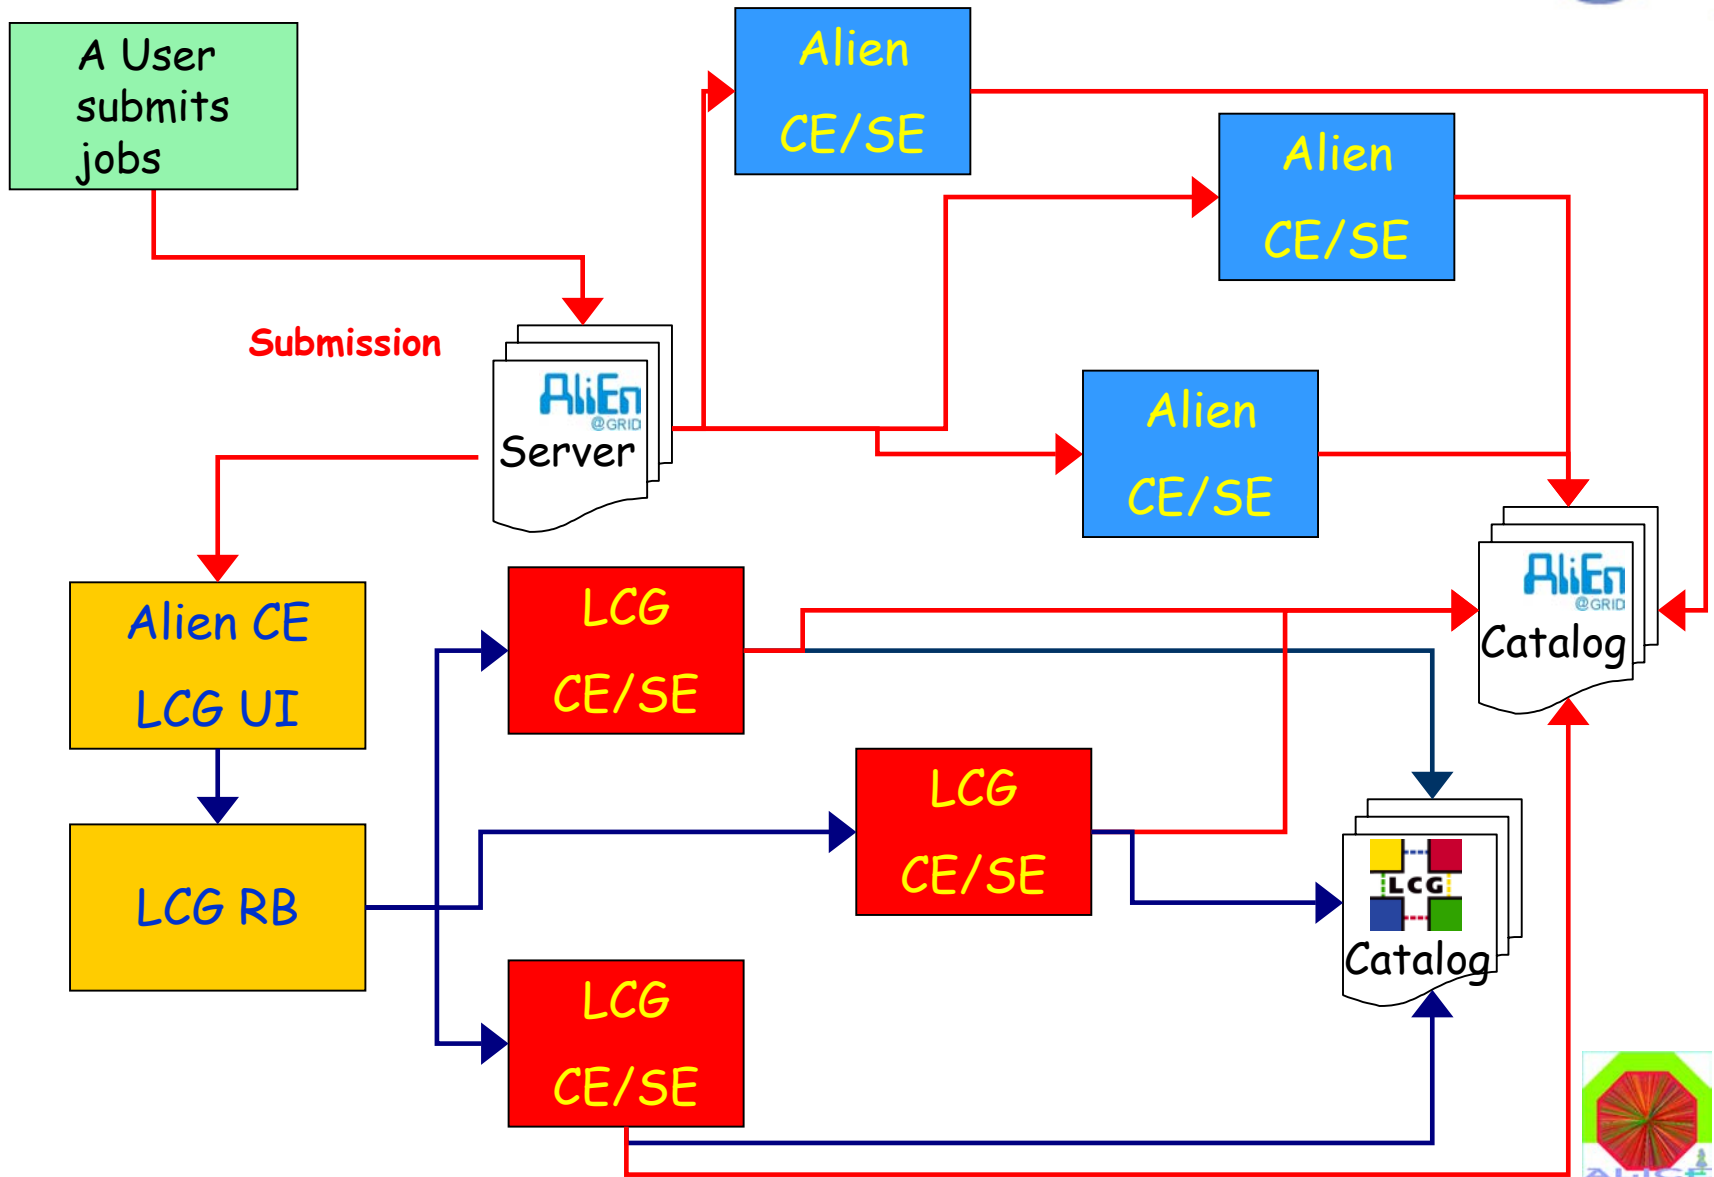 A User
submits
jobs
Alien
CE/SE
Alien
CE/SE
Submission
AliEn
@GRID
Server
Alien
CE/SE
Alien CE
LCG UI
LCG
CE/SE
AliEn
@GRID
Catalog
LCG
CE/SE
LCG RB
LCG
Catalog
LCG
CE/SE